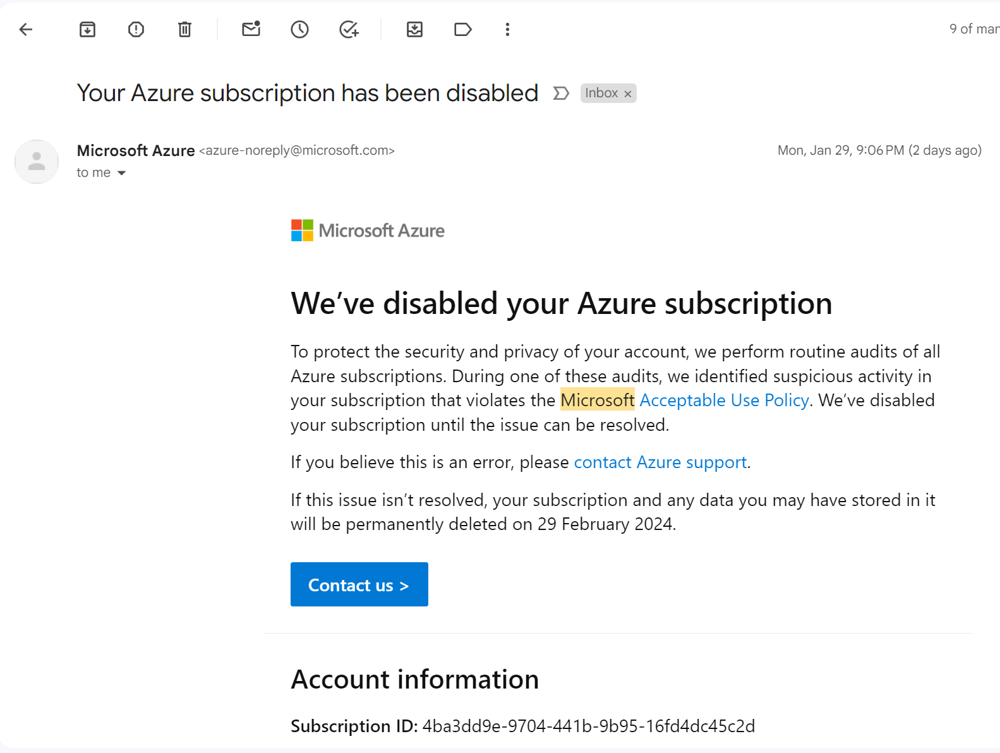 9 of mar
Your Azure subscription has been disabled Inbox ×
Microsoft Azure <azure-noreply@microsoft.com> Mon, Jan 29, 9:06 PM (2 days ago)
to me
Microsoft Azure
We’ve disabled your Azure subscription
To protect the security and privacy of your account, we perform routine audits of all
Azure subscriptions. During one of these audits, we identified suspicious activity in
your subscription that violates the Microsoft Acceptable Use Policy. We’ve disabled
your subscription until the issue can be resolved.
If you believe this is an error, please contact Azure support.
If this issue isn’t resolved, your subscription and any data you may have stored in it
will be permanently deleted on 29 February 2024.
Contact us >
Account information
Subscription ID: 4ba3dd9e-9704-441b-9b95-16fd4dc45c2d